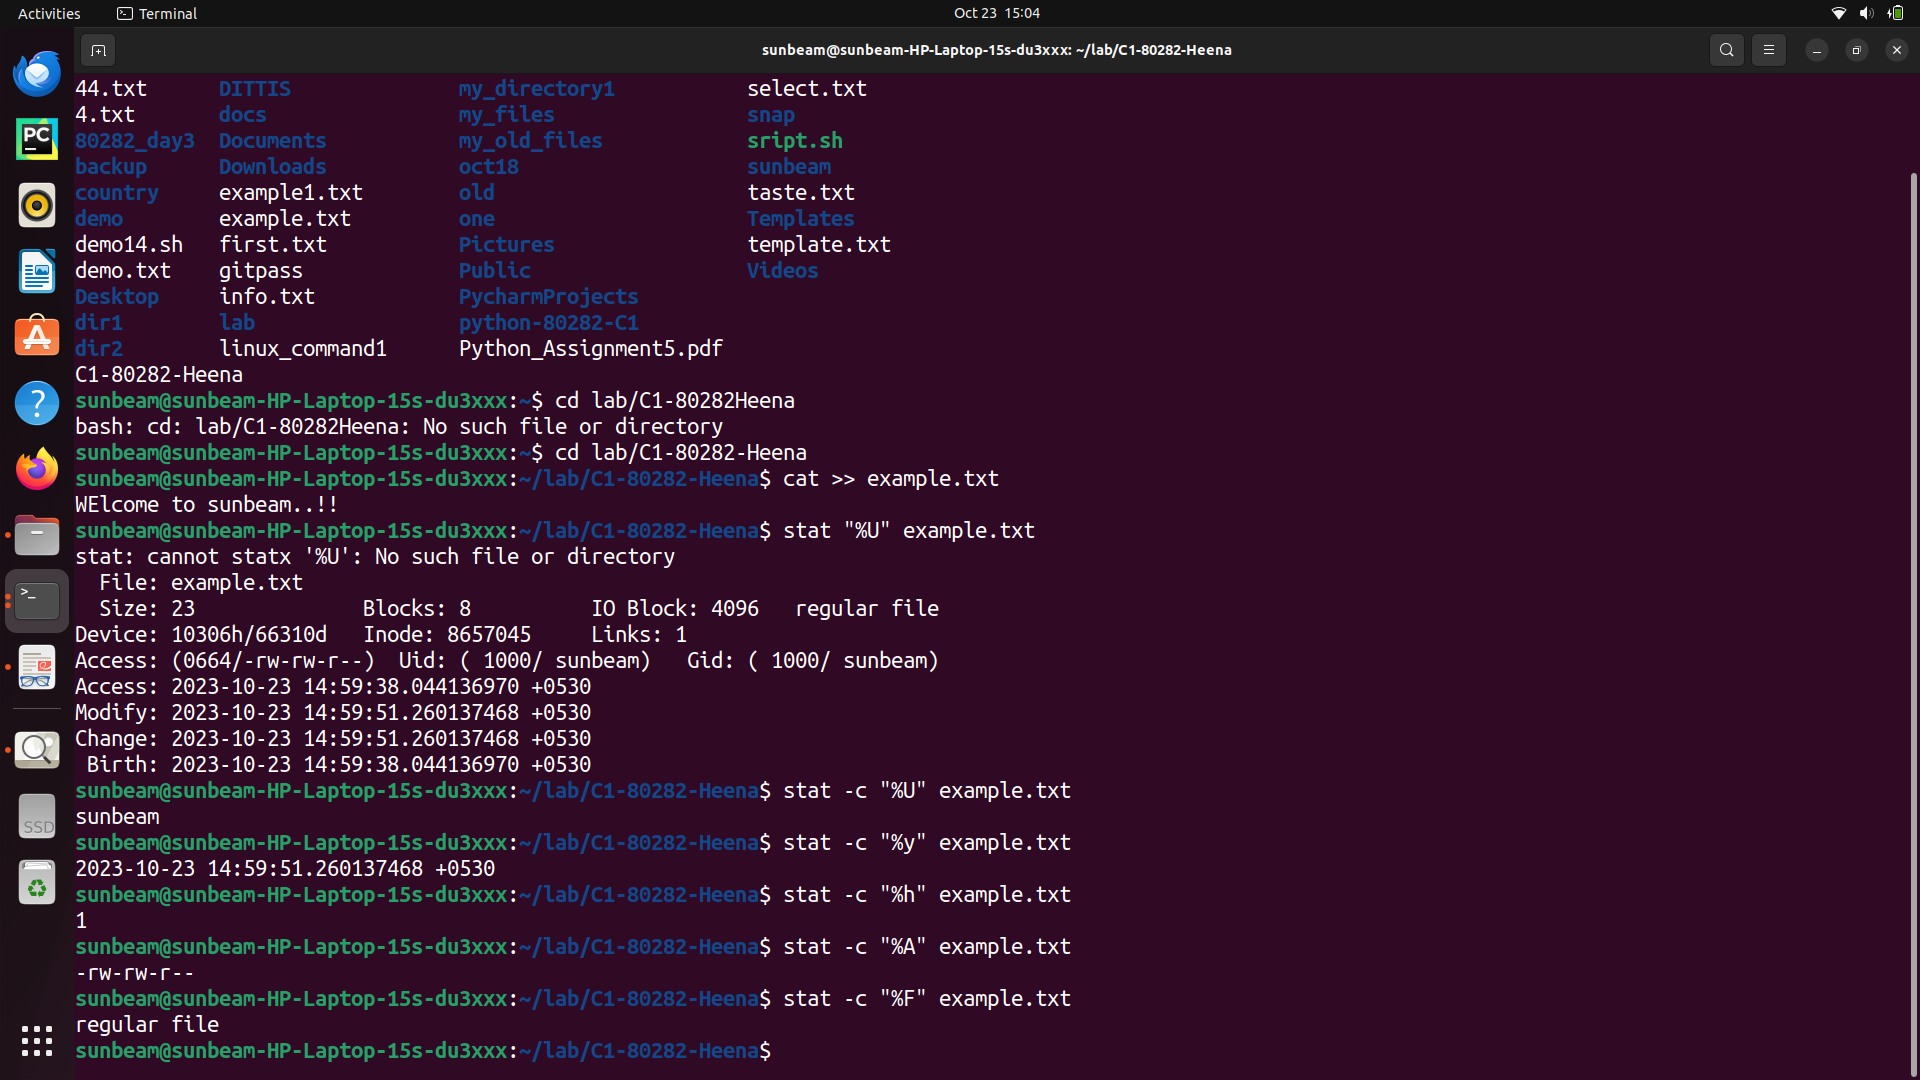 Activities Terminal Oct 23 15:04
sunbeam@sunbeam-HP-Laptop-15s-du3xxx: ~/lab/C1-80282-Heena
44.txt DITTIS my_directory1 select.txt
4.txt docs my_files snap
80282_day3 Documents my_old_files sript.sh
backup Downloads oct18 sunbeam
country example1.txt old taste.txt
demo example.txt one Templates
demo14.sh first.txt Pictures template.txt
demo.txt gitpass Public Videos
Desktop info.txt PycharmProjects
dir1 lab python-80282-C1
dir2 linux_command1 Python_Assignment5.pdf
C1-80282-Heena
sunbeam@sunbeam-HP-Laptop-15s-du3xxx:~$ cd lab/C1-80282Heena
bash: cd: lab/C1-80282Heena: No such file or directory
sunbeam@sunbeam-HP-Laptop-15s-du3xxx:~$ cd lab/C1-80282-Heena
sunbeam@sunbeam-HP-Laptop-15s-du3xxx:~/lab/C1-80282-Heena$ cat >> example.txt
WElcome to sunbeam..!!
sunbeam@sunbeam-HP-Laptop-15s-du3xxx:~/lab/C1-80282-Heena$ stat "%U" example.txt
stat: cannot statx '%U': No such file or directory
  File: example.txt
  Size: 23 Blocks: 8 IO Block: 4096 regular file
Device: 10306h/66310d Inode: 8657045 Links: 1
Access: (0664/-rw-rw-r--) Uid: ( 1000/ sunbeam) Gid: ( 1000/ sunbeam)
Access: 2023-10-23 14:59:38.044136970 +0530
Modify: 2023-10-23 14:59:51.260137468 +0530
Change: 2023-10-23 14:59:51.260137468 +0530
 Birth: 2023-10-23 14:59:38.044136970 +0530
sunbeam@sunbeam-HP-Laptop-15s-du3xxx:~/lab/C1-80282-Heena$ stat -c "%U" example.txt
sunbeam
sunbeam@sunbeam-HP-Laptop-15s-du3xxx:~/lab/C1-80282-Heena$ stat -c "%y" example.txt
2023-10-23 14:59:51.260137468 +0530
sunbeam@sunbeam-HP-Laptop-15s-du3xxx:~/lab/C1-80282-Heena$ stat -c "%h" example.txt
1
sunbeam@sunbeam-HP-Laptop-15s-du3xxx:~/lab/C1-80282-Heena$ stat -c "%A" example.txt
-rw-rw-r--
sunbeam@sunbeam-HP-Laptop-15s-du3xxx:~/lab/C1-80282-Heena$ stat -c "%F" example.txt
regular file
sunbeam@sunbeam-HP-Laptop-15s-du3xxx:~/lab/C1-80282-Heena$
PC
SSD